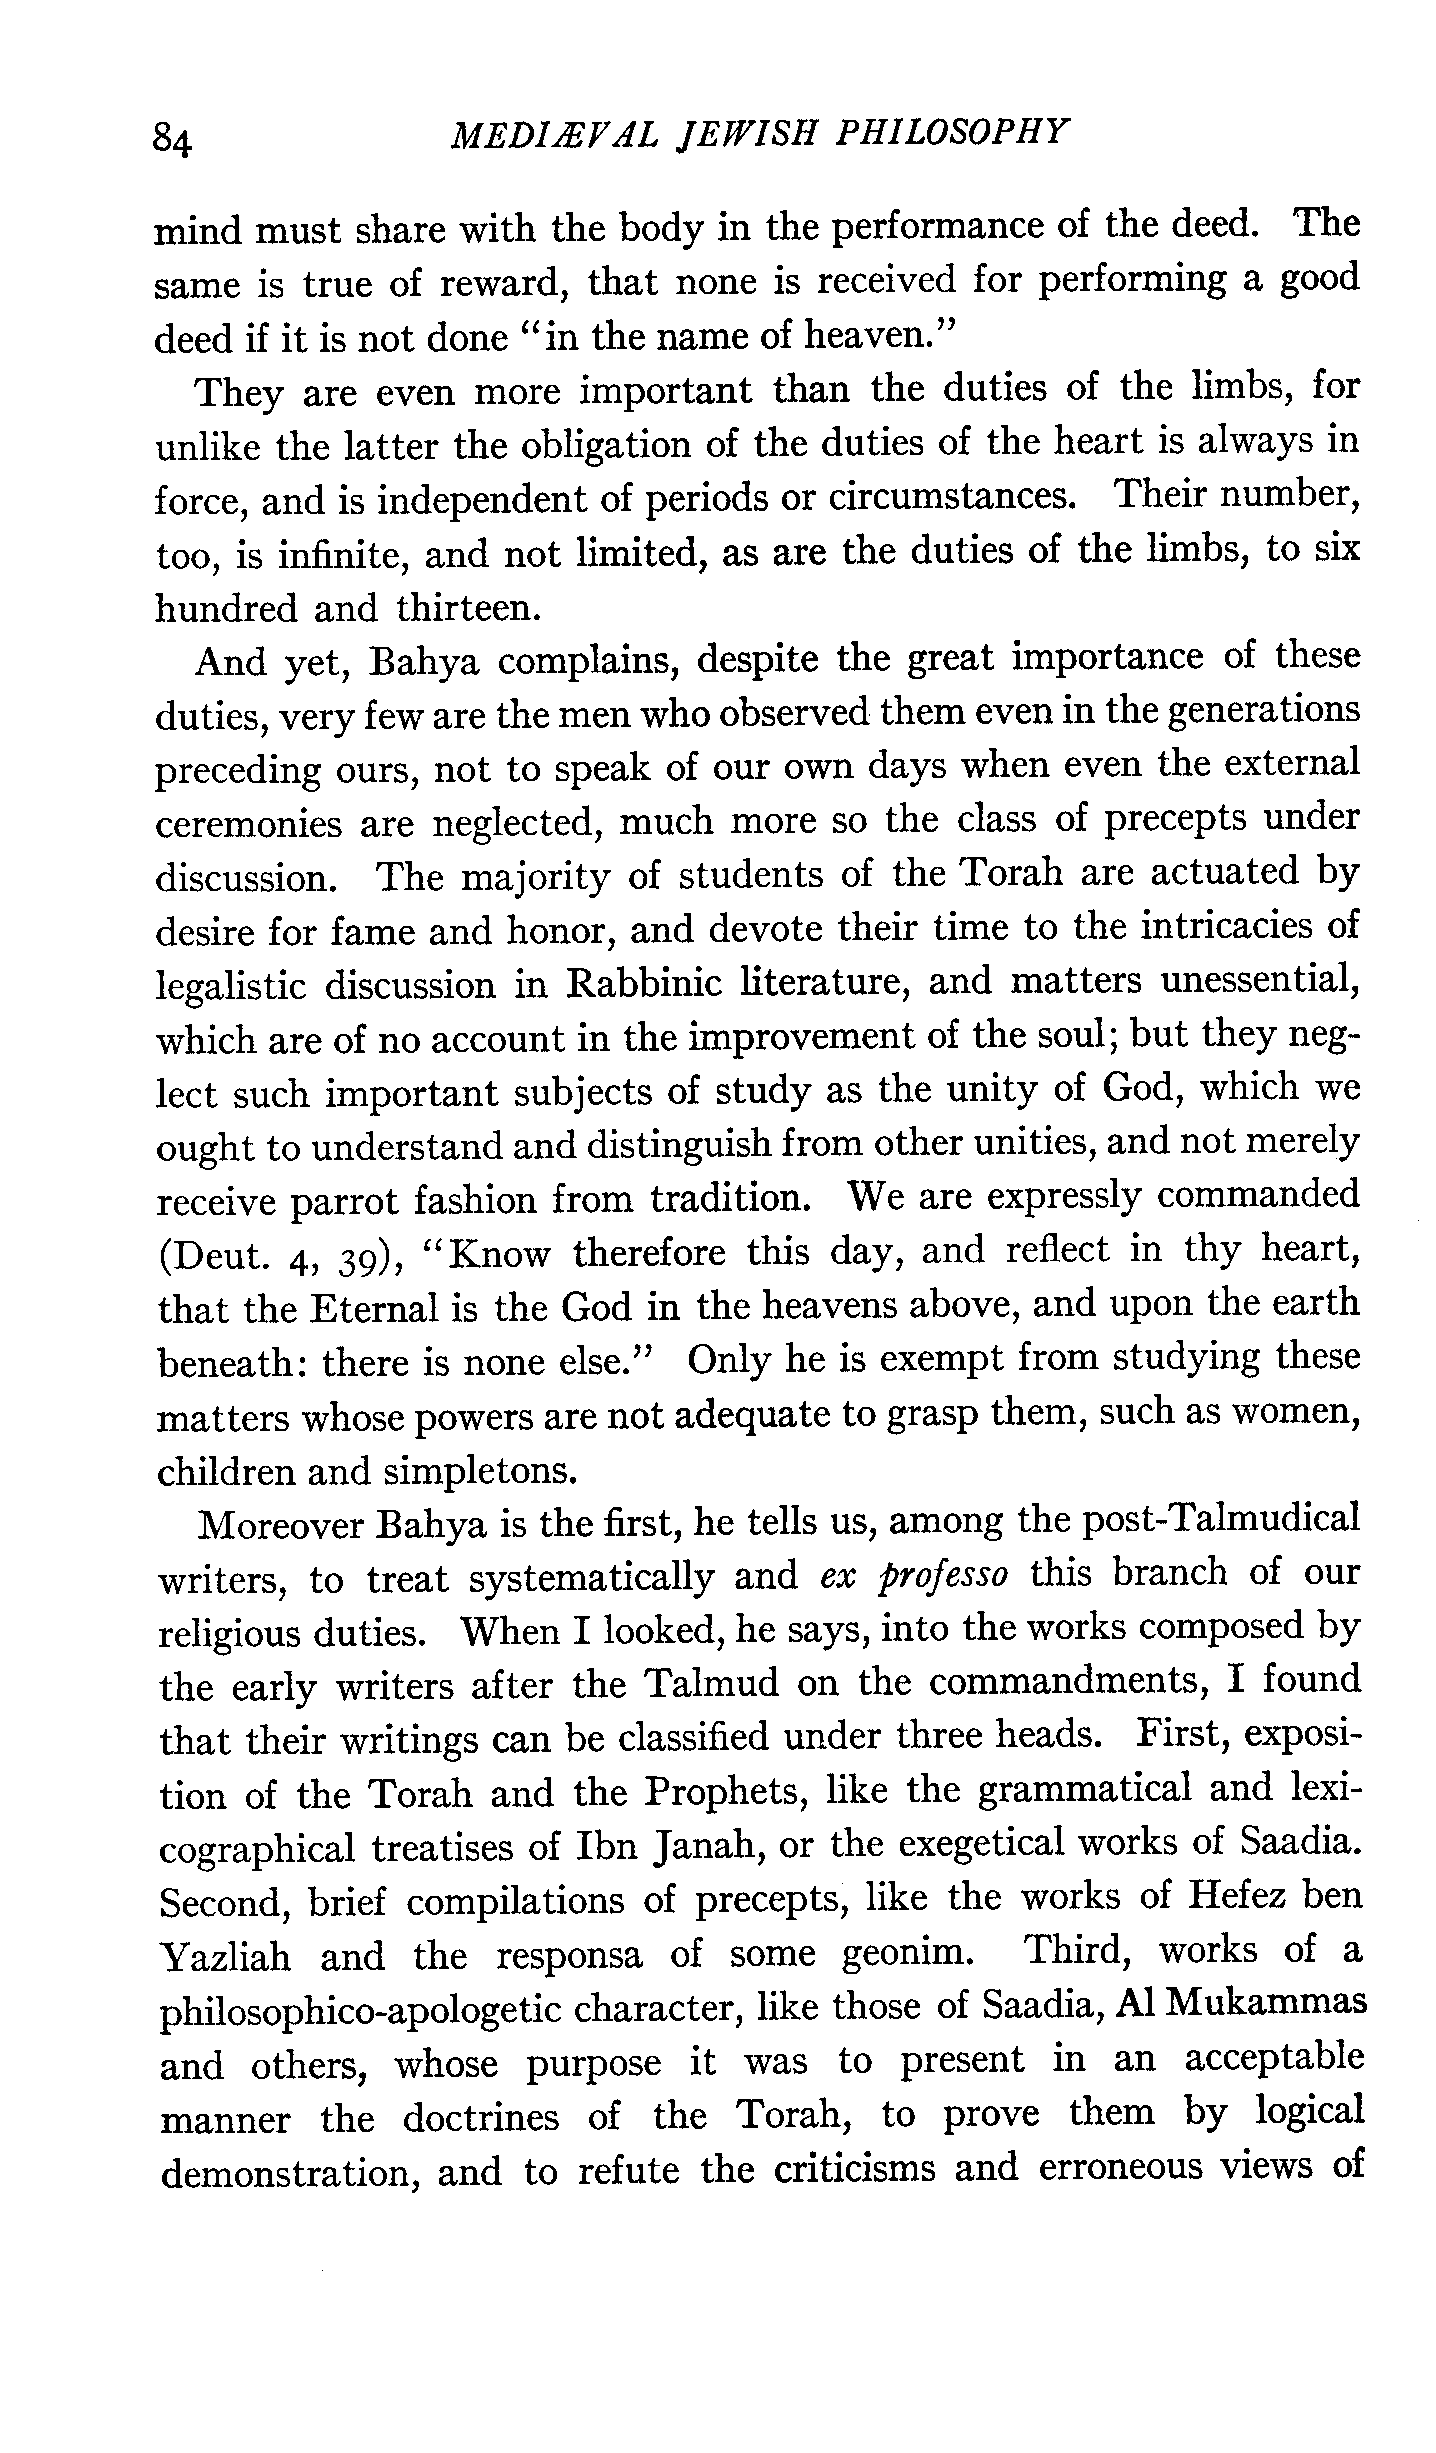 84 MEDIÆVAL JEWISH PHILOSOPHY
mind must share with the body in the performance of the deed. The
same is true of reward, that none is received for performing a good
deed if it is not done "in the name of heaven."
They are even more important than the duties of the limbs, for
unlike the latter the obligation of the duties of the heart is always in
force, and is independent of periods or circumstances. Their number,
too, is infinite, and not limited, as are the duties of the limbs, to six
hundred and thirteen.
And yet, Bahya complains, despite the great importance of these
duties, very few are the men who observed them even in the generations
preceding ours, not to speak of our own days when even the external
ceremonies are neglected, much more so the class of precepts under
discussion. The majority of students of the Torah are actuated by
desire for fame and honor, and devote their time to the intricacies of
legalistic discussion in Rabbinic literature, and matters unessential,
which are of no account in the improvement of the soul; but they neg-
lect such important subjects of study as the unity of God, which we
ought to understand and distinguish from other unities, and not merely
receive parrot fashion from tradition. We are expressly commanded
(Deut. 4, 39), "Know therefore this day, and reflect in thy heart,
that the Eternal is the God in the heavens above, and upon the earth
beneath: there is none else." Only he is exempt from studying these
matters whose powers are not adequate to grasp them, such as women,
children and simpletons.
Moreover Bahya is the first, he tells us, among the post-Talmudical
writers, to treat systematically and ex professo this branch of our
religious duties. When I looked, he says, into the works composed by
the early writers after the Talmud on the commandments, I found
that their writings can be classified under three heads. First, exposi-
tion of the Torah and the Prophets, like the grammatical and lexi-
cographical treatises of Ibn Janah, or the exegetical works of Saadia.
Second, brief compilations of precepts, like the works of Hefez ben
Yazliah and the responsa of some geonim. Third, works of a
philosophico-apologetic character, like those of Saadia, Al Mukammas
and others, whose purpose it was to present in an acceptable
manner the doctrines of the Torah, to prove them by logical
demonstration, and to refute the criticisms and erroneous views of